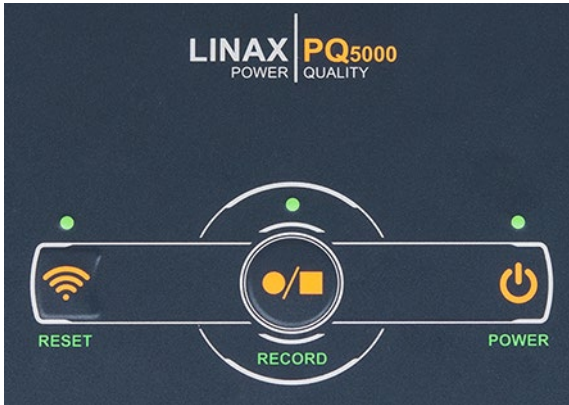 LINAX PQ5000
POWER QUALITY
RESET
RECORD
POWER